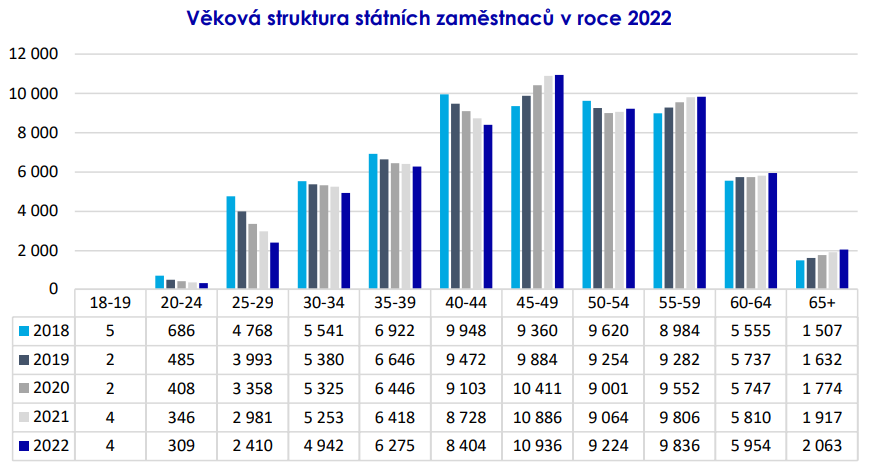 Věková struktura státních zaměstnaců v roce 2022
12 000
10 000
8 000
6 000
4 000
2 000
0
18-19 20-24 25-29 30-34 35-39 40-44 45-49 50-54 55-59 60-64 65+
2018 5 686 4 768 5 541 6 922 9 948 9 360 9 620 8 984 5 555 1 507
2019 2 485 3 993 5 380 6 646 9 472 9 884 9 254 9 282 5 737 1 632
2020 2 408 3 358 5 325 6 446 9 103 10 411 9 001 9 552 5 747 1 774
2021 4 346 2 981 5 253 6 418 8 728 10 886 9 064 9 806 5 810 1 917
2022 4 309 2 410 4 942 6 275 8 404 10 936 9 224 9 836 5 954 2 063